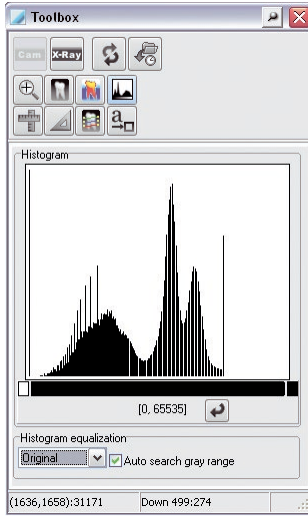 Toolbox
Cam X-Ray
a
Histogram
[0, 65535]
Histogram equalization
Original Auto search gray range
(1636,1658):31171 Down 499:274